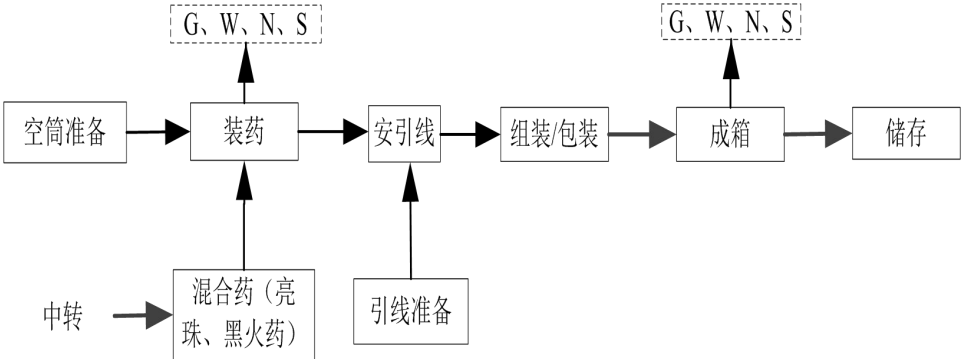 G、W、N、S
G、W、N、S
空筒准备
装药
安引线
组装/包装
成箱
储存
中转
混合药（亮
珠、黑火药）
引线准备